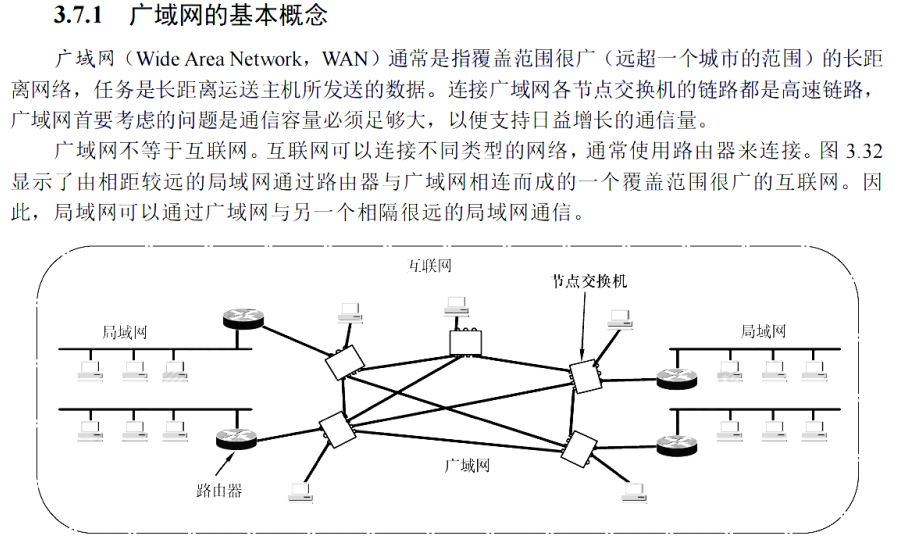 3.7.1 广域网的基本概念
广域网（Wide Area Network，WAN）通常是指覆盖范围很广（远超一个城市的范围）的长距
离网络，任务是长距离运送主机所发送的数据。连接广域网各节点交换机的链路都是高速链路，
广域网首要考虑的问题是通信容量必须足够大，以便支持日益增长的通信量。
广域网不等于互联网。互联网可以连接不同类型的网络，通常使用路由器来连接。图 3.32
显示了由相距较远的局域网通过路由器与广域网相连而成的一个覆盖范围很广的互联网。因
此，局域网可以通过广域网与另一个相隔很远的局域网通信。
互联网
节点交换机
局域网
局域网
广域网
路由器